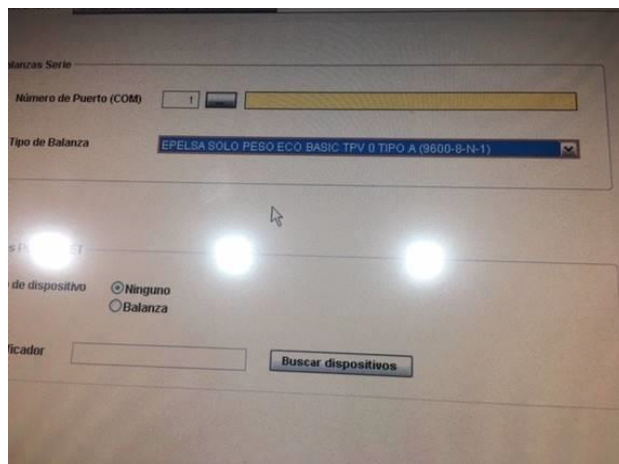 alanzas Serie
Número de Puerto (COM) 1 ...
Tipo de Balanza EPELSA SOLO PESO ECO BASIC TPV 0 TIPO A (9600-8-N-1)
de dispositivo Ninguno
Balanza
ficador
Buscar dispositivos